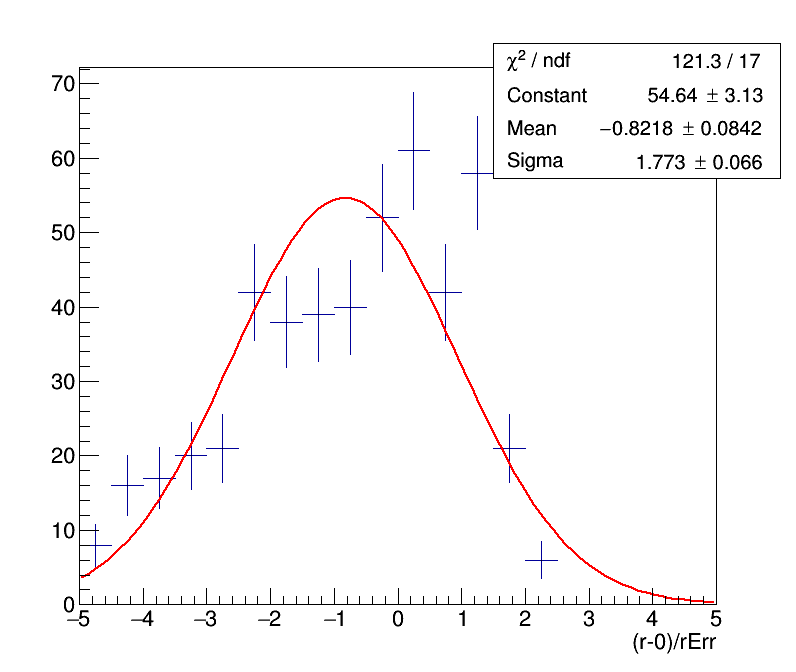 χ² / ndf 121.3 / 17
Constant 54.64 ± 3.13
Mean −0.8218 ± 0.0842
Sigma 1.773 ± 0.066
70
60
50
40
30
20
10
0
−5 −4 −3 −2 −1 0 1 2 3 4 5
(r-0)/rErr